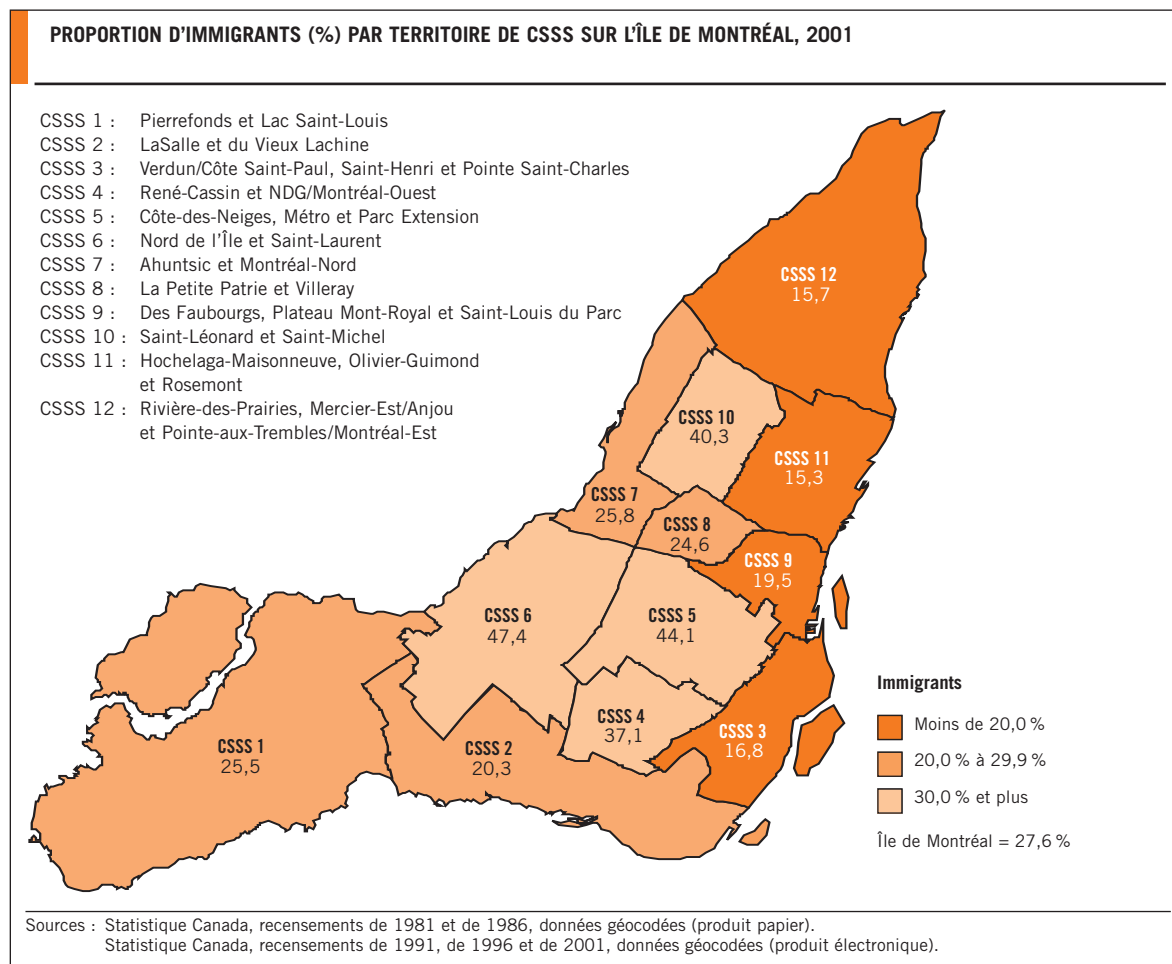 PROPORTION D'IMMIGRANTS (%) PAR TERRITOIRE DE CSSS SUR L'ÎLE DE MONTRÉAL, 2001
CSSS 1 : Pierrefonds et Lac Saint-Louis
CSSS 2 : LaSalle et du Vieux Lachine
CSSS 3 : Verdun/Côte Saint-Paul, Saint-Henri et Pointe Saint-Charles
CSSS 4 : René-Cassin et NDG/Montréal-Ouest
CSSS 5 : Côte-des-Neiges, Métro et Parc Extension
CSSS 6 : Nord de l'Île et Saint-Laurent
CSSS 7 : Ahuntsic et Montréal-Nord
CSSS 8 : La Petite Patrie et Villeray
CSSS 9 : Des Faubourgs, Plateau Mont-Royal et Saint-Louis du Parc
CSSS 10 : Saint-Léonard et Saint-Michel
CSSS 11 : Hochelaga-Maisonneuve, Olivier-Guimond
et Rosemont
CSSS 12 : Rivière-des-Prairies, Mercier-Est/Anjou
et Pointe-aux-Trembles/Montréal-Est
CSSS 12
15,7
CSSS 10
40,3
CSSS 11
15,3
CSSS 7
25,8
CSSS 8
24,6
CSSS 9
19,5
CSSS 6
47,4
CSSS 5
44,1
CSSS 4
37,1
CSSS 3
16,8
CSSS 1
25,5
CSSS 2
20,3
Immigrants
Moins de 20,0 %
20,0 % à 29,9 %
30,0 % et plus
Île de Montréal = 27,6 %
Sources : Statistique Canada, recensements de 1981 et de 1986, données géocodées (produit papier).
Statistique Canada, recensements de 1991, de 1996 et de 2001, données géocodées (produit électronique).